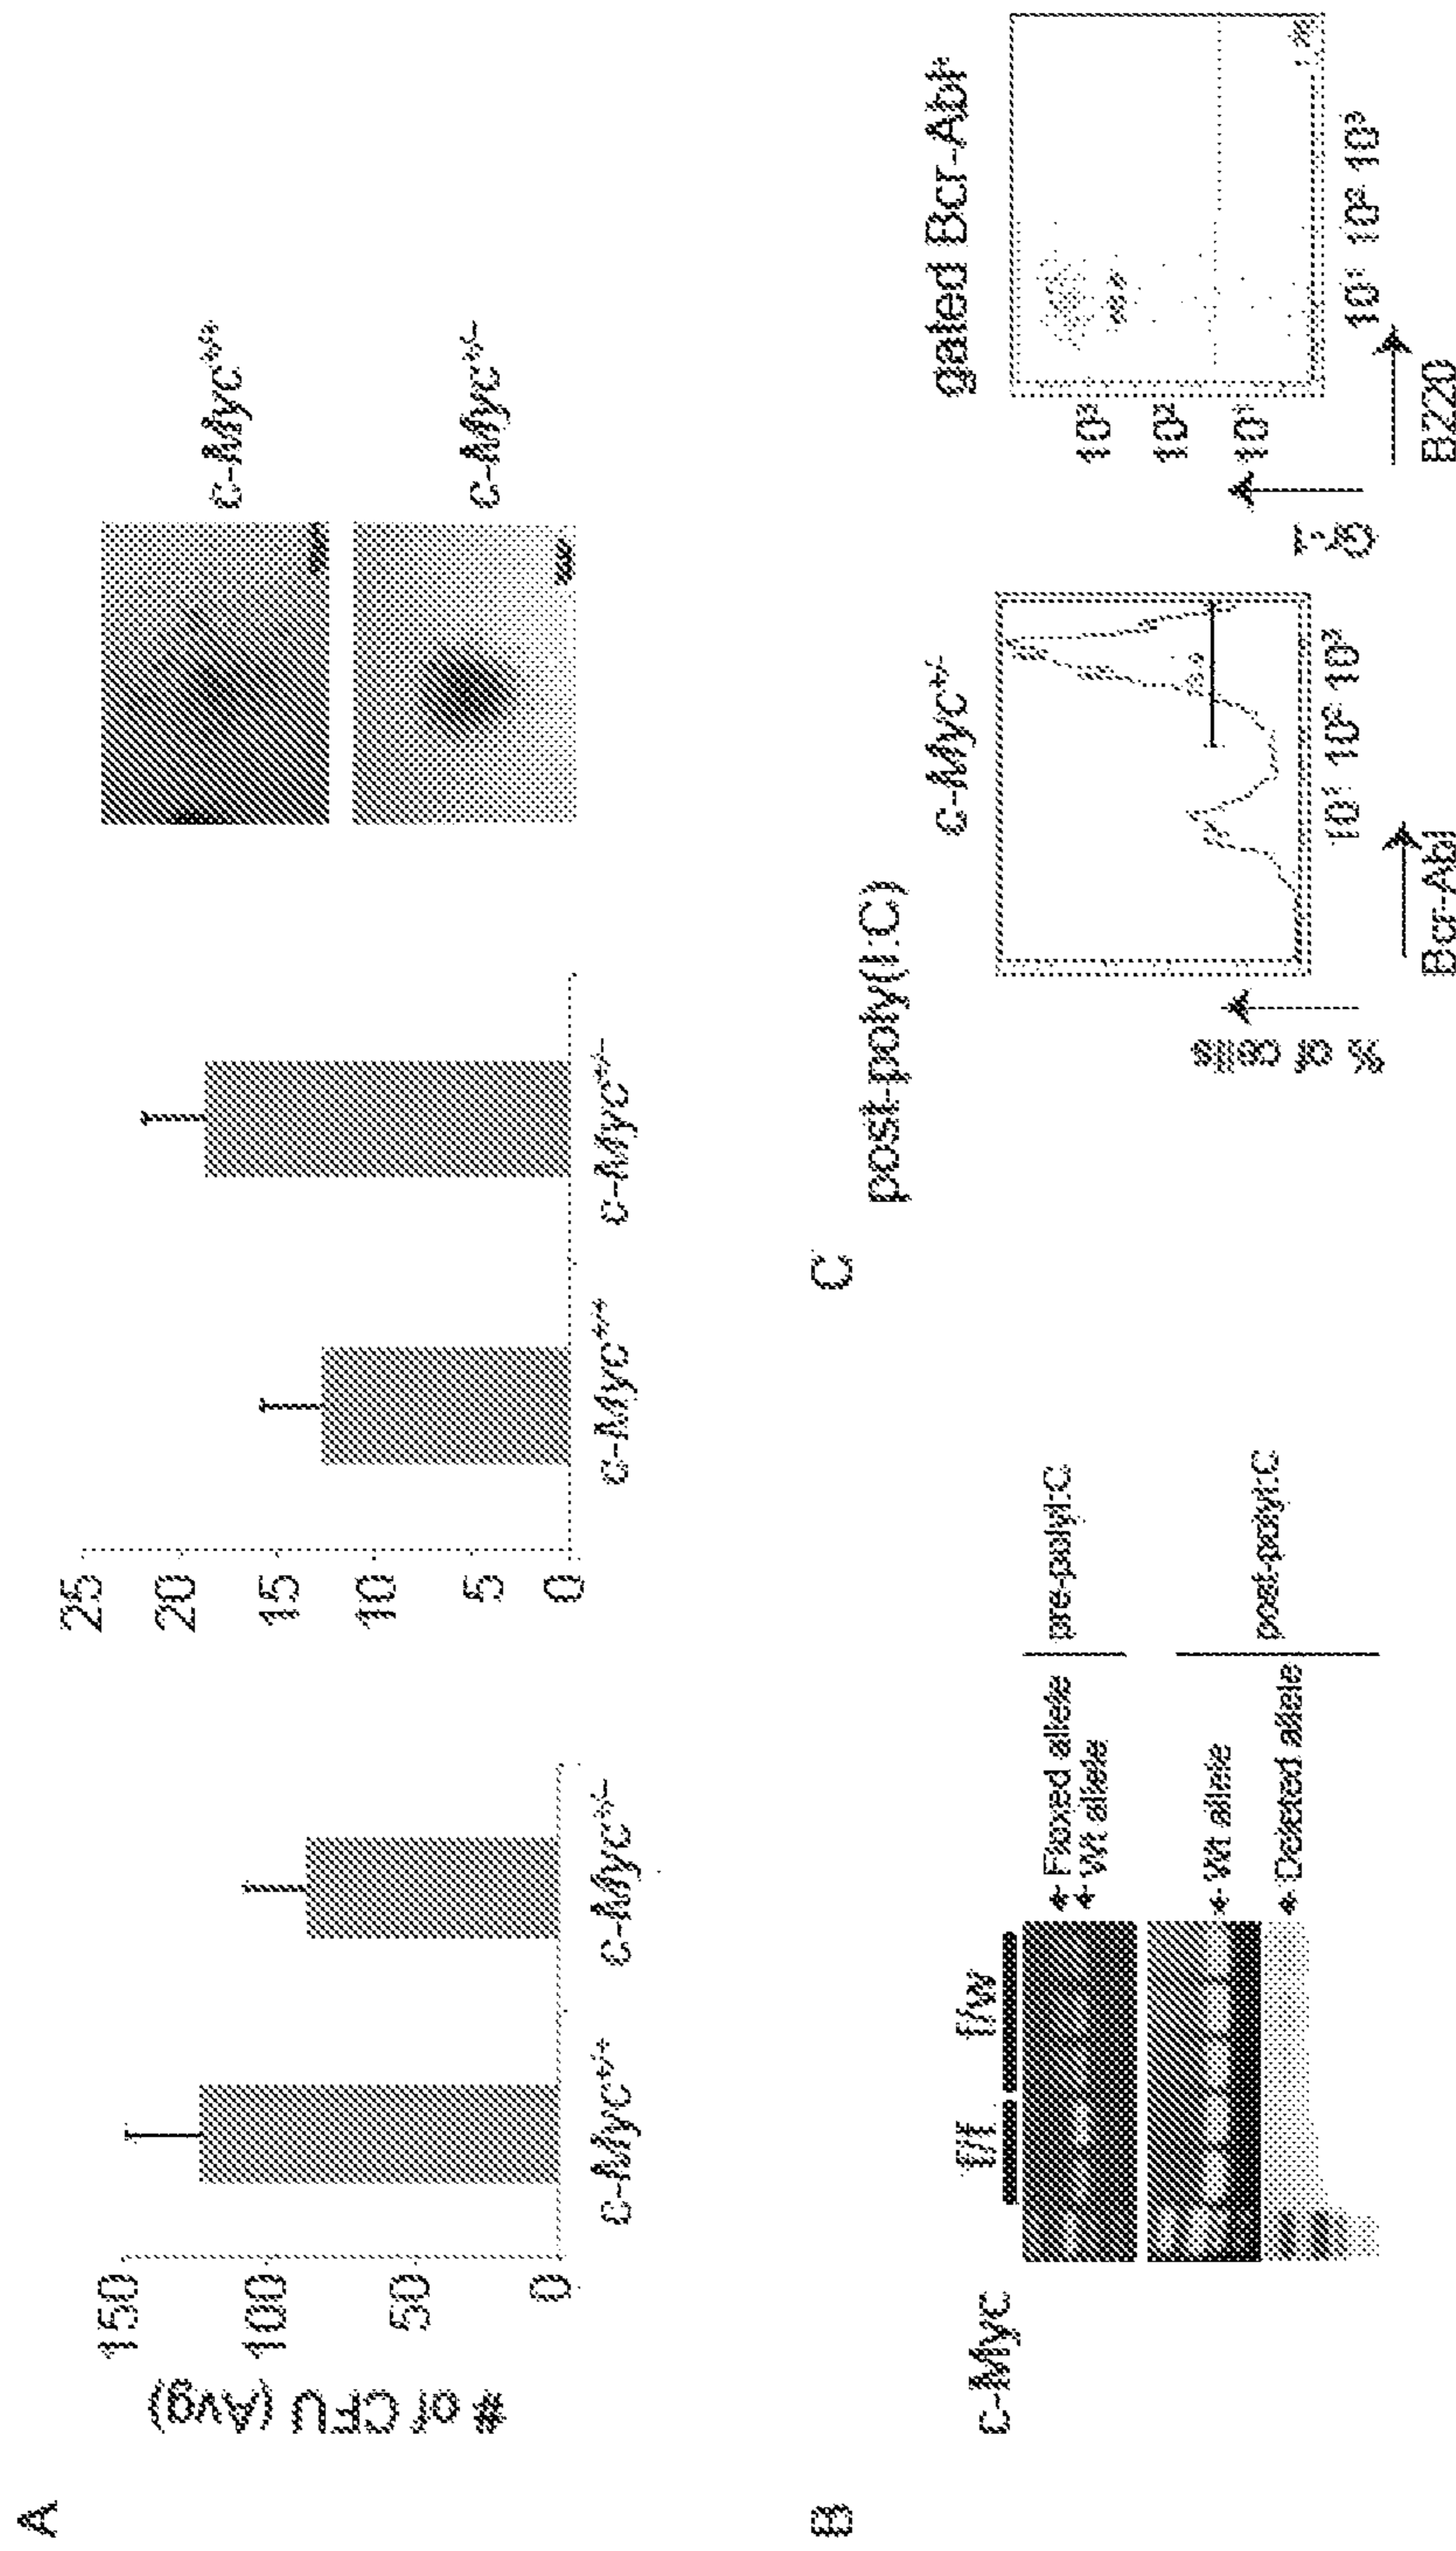 A
# of CFU (Avg)
150
100
50
0
c-Myc+/+
c-Myc+/–
25
20
15
10
5
0
c-Myc+/+
c-Myc+/–
c-Myc+/+
c-Myc+/–
B
c-Myc
f/f
f/w
Floxed allele
Wt allele
pre-polyI:C
Wt allele
Deleted allele
post-polyI:C
C
post-poly(I:C)
c-Myc+/–
% of cells
10¹ 10² 10³
Bcr-Abl
gated Bcr-Abl+
10³
10²
10¹
10¹ 10² 10³
B220